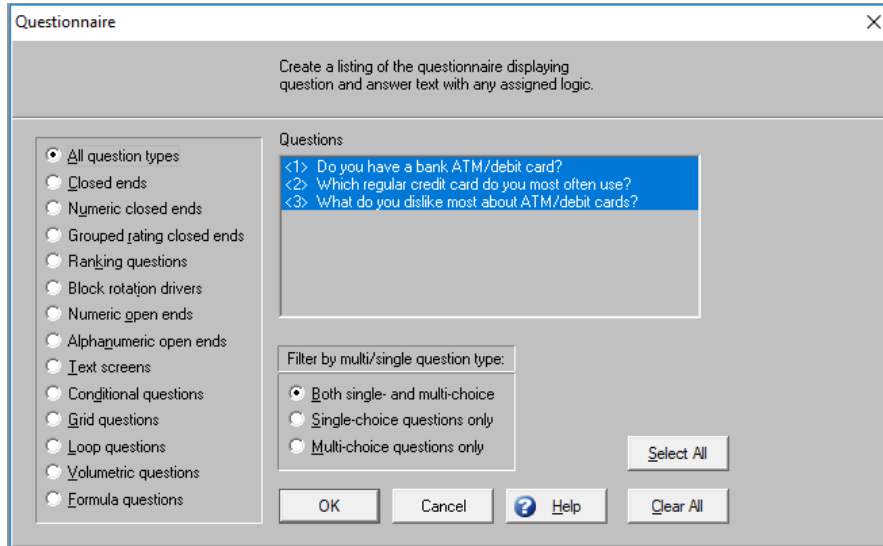 Questionnaire
Create a listing of the questionnaire displaying
question and answer text with any assigned logic.
All question types
Closed ends
Numeric closed ends
Grouped rating closed ends
Ranking questions
Block rotation drivers
Numeric open ends
Alphanumeric open ends
Text screens
Conditional questions
Grid questions
Loop questions
Volumetric questions
Formula questions
Questions
<1> Do you have a bank ATM/debit card?
<2> Which regular credit card do you most often use?
<3> What do you dislike most about ATM/debit cards?
Filter by multi/single question type:
Both single- and multi-choice
Single-choice questions only
Multi-choice questions only
Select All
OK
Cancel
? Help
Clear All